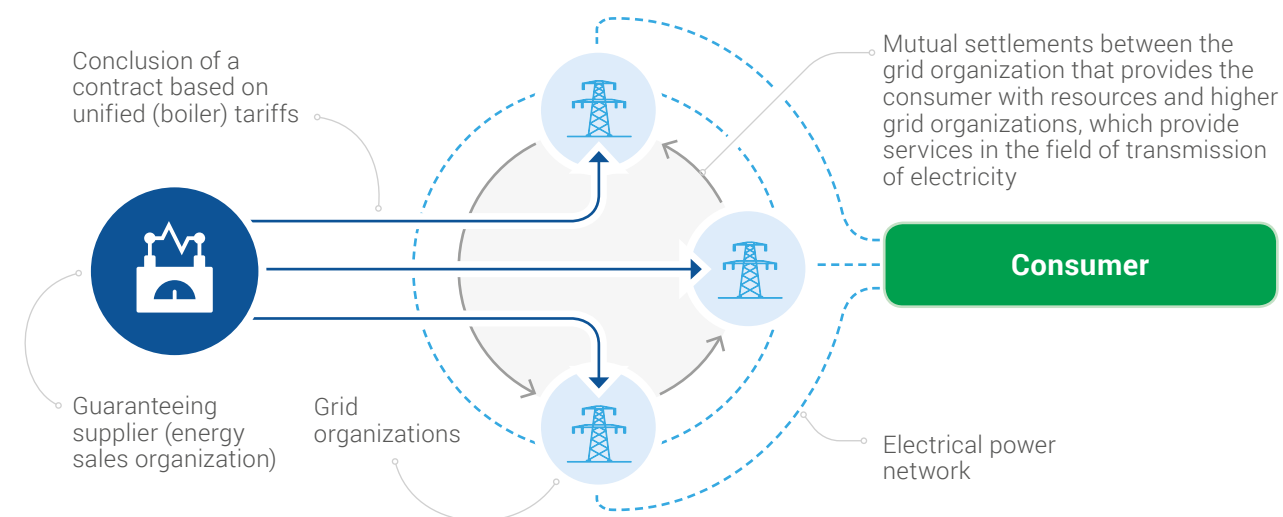 Conclusion of a
contract based on
unified (boiler) tariffs
Mutual settlements between the
grid organization that provides the
consumer with resources and higher
grid organizations, which provide
services in the field of transmission
of electricity
Consumer
Guaranteeing
supplier (energy
sales organization)
Grid
organizations
Electrical power
network